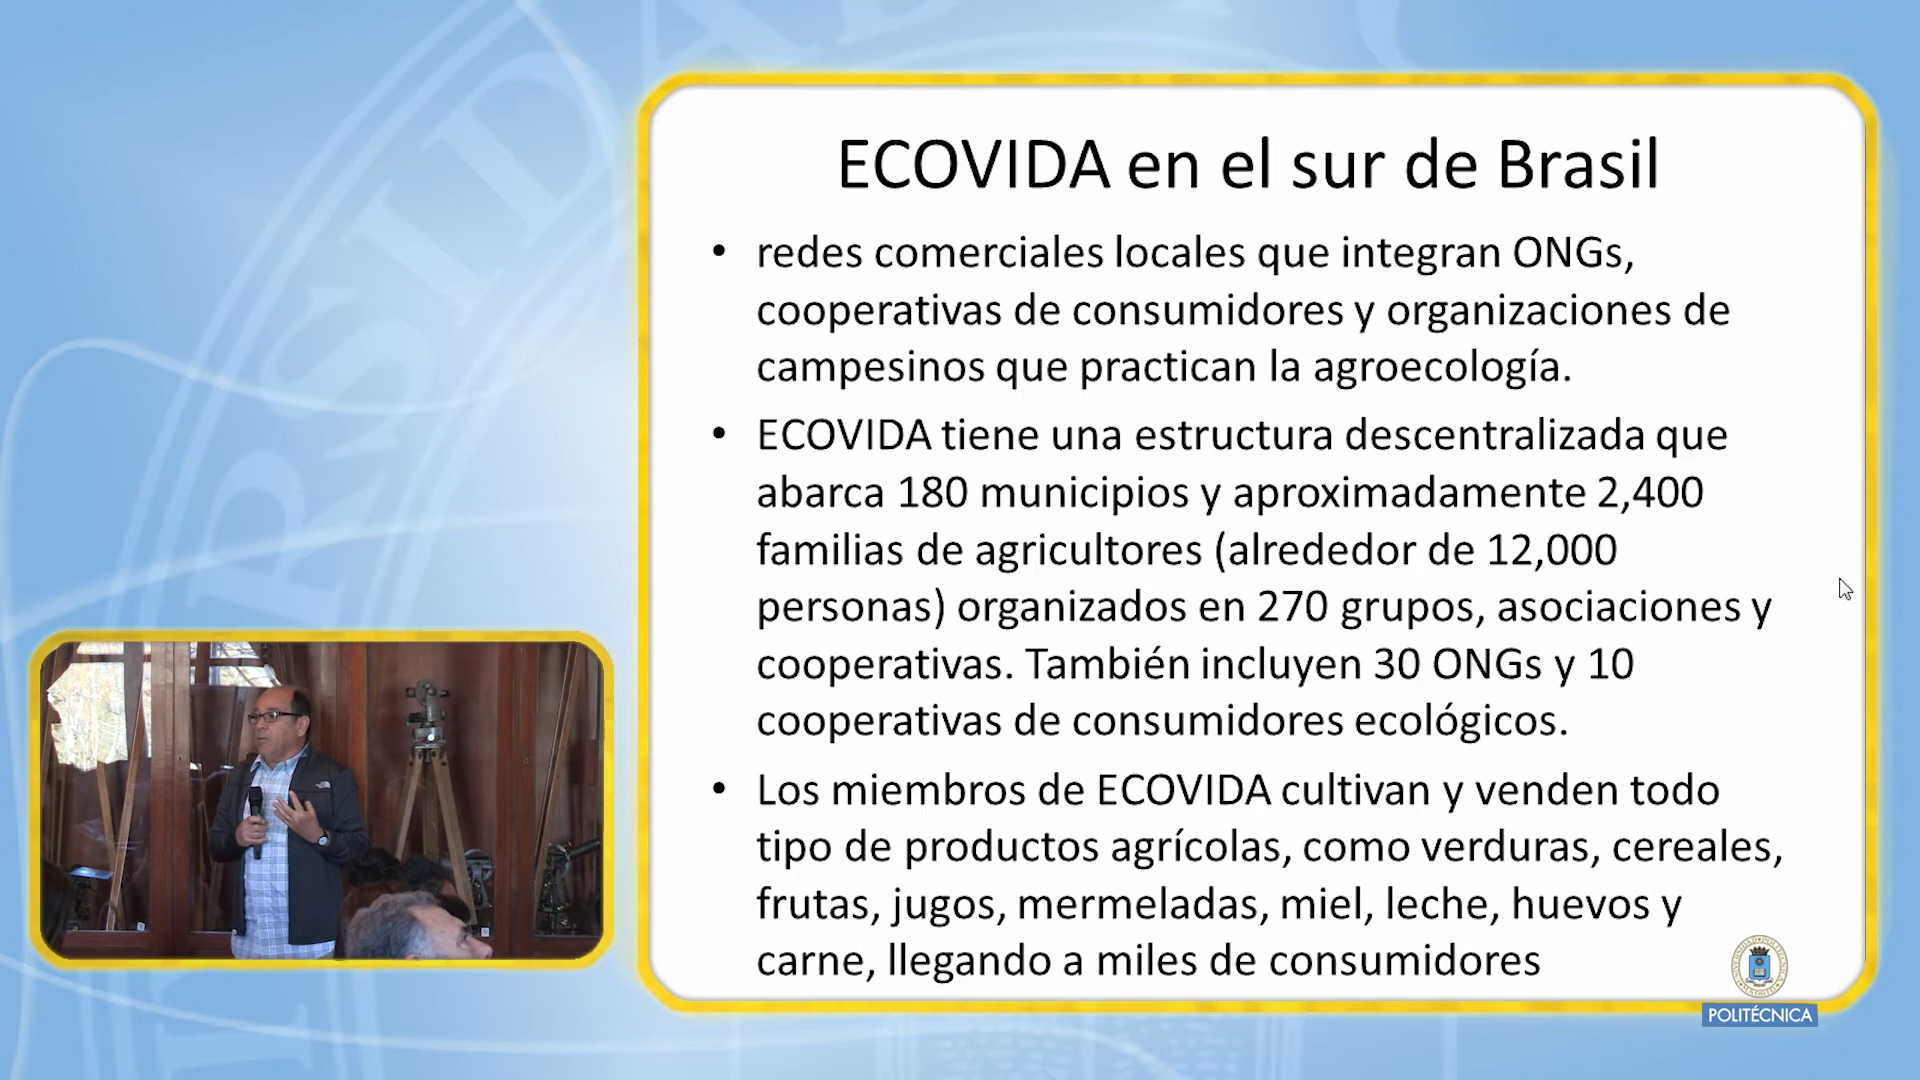 ECOVIDA en el sur de Brasil
• redes comerciales locales que integran ONGs,
cooperativas de consumidores y organizaciones de
campesinos que practican la agroecología.
• ECOVIDA tiene una estructura descentralizada que
abarca 180 municipios y aproximadamente 2,400
familias de agricultores (alrededor de 12,000
personas) organizados en 270 grupos, asociaciones y
cooperativas. También incluyen 30 ONGs y 10
cooperativas de consumidores ecológicos.
• Los miembros de ECOVIDA cultivan y venden todo
tipo de productos agrícolas, como verduras, cereales,
frutas, jugos, mermeladas, miel, leche, huevos y
carne, llegando a miles de consumidores
POLITÉCNICA